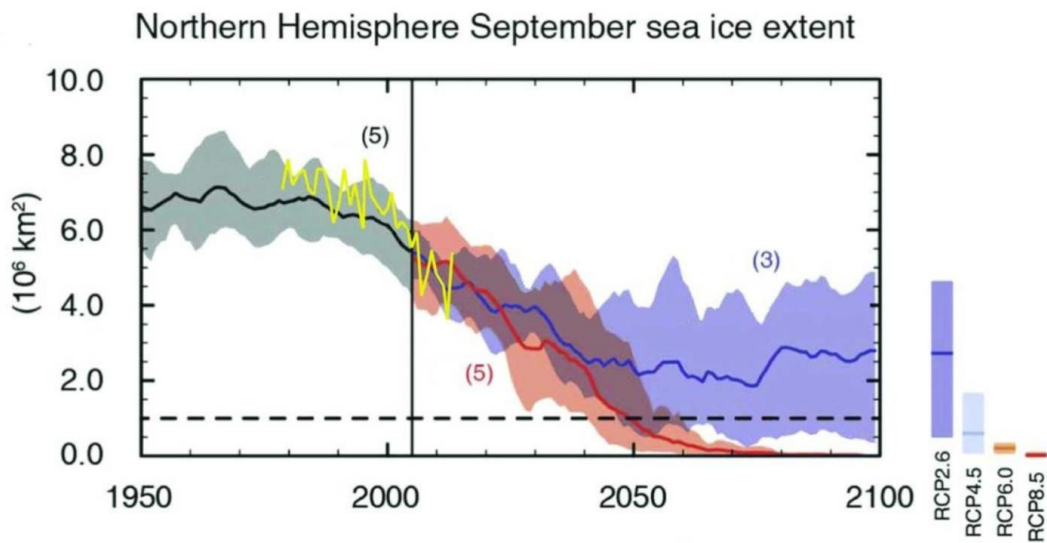 Northern Hemisphere September sea ice extent
(10⁶ km²)
10.0
8.0
6.0
4.0
2.0
0.0
(5)
(3)
(5)
1950
2000
2050
2100
RCP2.6
RCP4.5
RCP6.0
RCP8.5